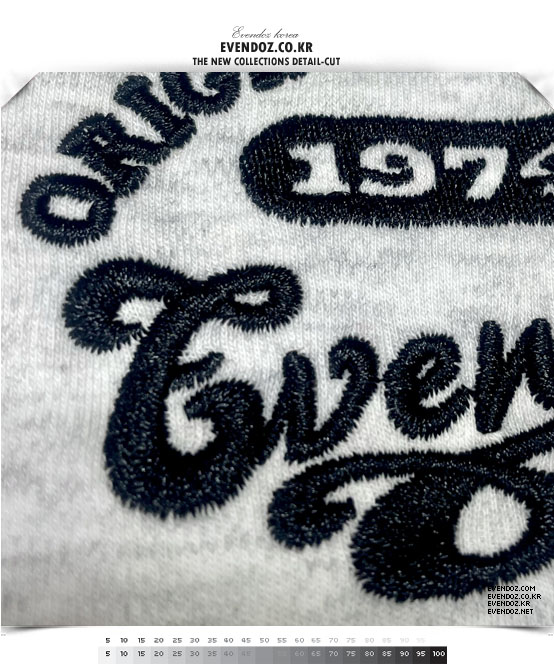 Evendoz korea
EVENDOZ.CO.KR
THE NEW COLLECTIONS DETAIL-CUT
ORIG
1974
Even
EVENDOZ.COM
EVENDOZ.CO.KR
EVENDOZ.KR
EVENDOZ.NET
5 10 15 20 25 30 35 40 45 50 55 60 65 70 75 80 85 90 95
5 10 15 20 25 30 35 40 45 50 55 60 65 70 75 80 85 90 95 100